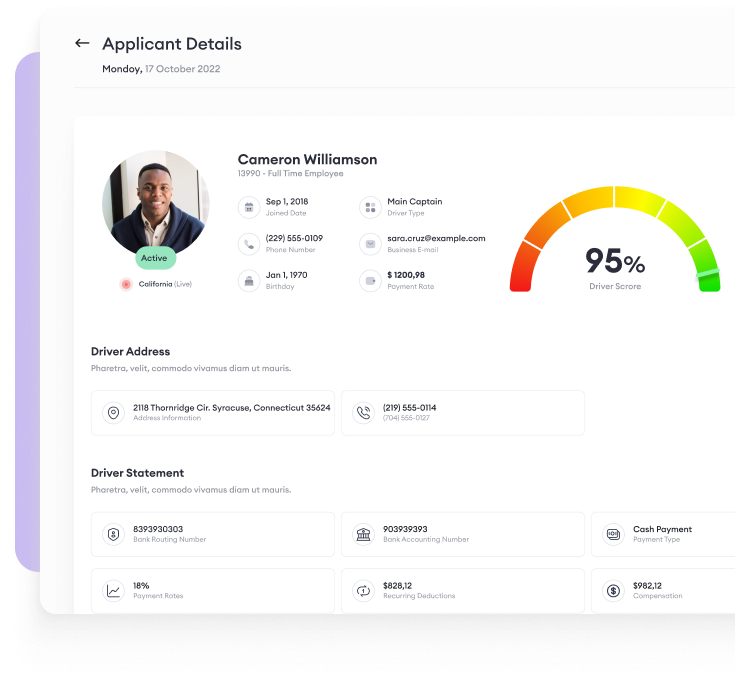 Applicant Details
Monday, 17 October 2022
Cameron Williamson
13990 - Full Time Employee
Sep 1, 2018
Joined Date
Main Captain
Driver Type
(229) 555-0109
Phone Number
sara.cruz@example.com
Business E-mail
Jan 1, 1970
Birthday
$ 1200,98
Payment Rate
Active
California (Live)
95%
Driver Scrore
Driver Address
Pharetra, velit, commodo vivamus diam ut mauris.
2118 Thornridge Cir. Syracuse, Connecticut 35624
Address Information
(219) 555-0114
(704) 555-0127
Driver Statement
Pharetra, velit, commodo vivamus diam ut mauris.
8393930303
Bank Routing Number
903939393
Bank Accounting Number
Cash Payment
Payment Type
18%
Payment Rates
$828,12
Recurring Deductions
$982,12
Compensation